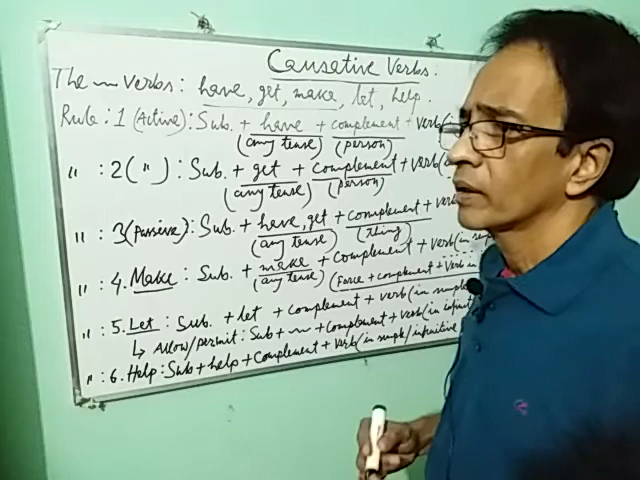 Causative Verbs:
The ~ Verbs: have, get, make, let, help.
Rule: 1 (Active): Sub. + have + complement + verb(
(any tense) (person)
" : 2 ( " ) : Sub. + get + complement + verb(
(any tense) (person)
" : 3 (Passive): Sub. + have, get + complement + verb
(any tense) (thing)
" : 4. Make: Sub. + make + complement + verb (in simp
(any tense) (Force + complement + Verb in
" : 5. Let : Sub. + let + complement + verb (in simple
↳ Allow/permit: Sub + ~ + complement + verb (in infinit
" : 6. Help: Sub + help + Complement + Verb (in simple/infinitive